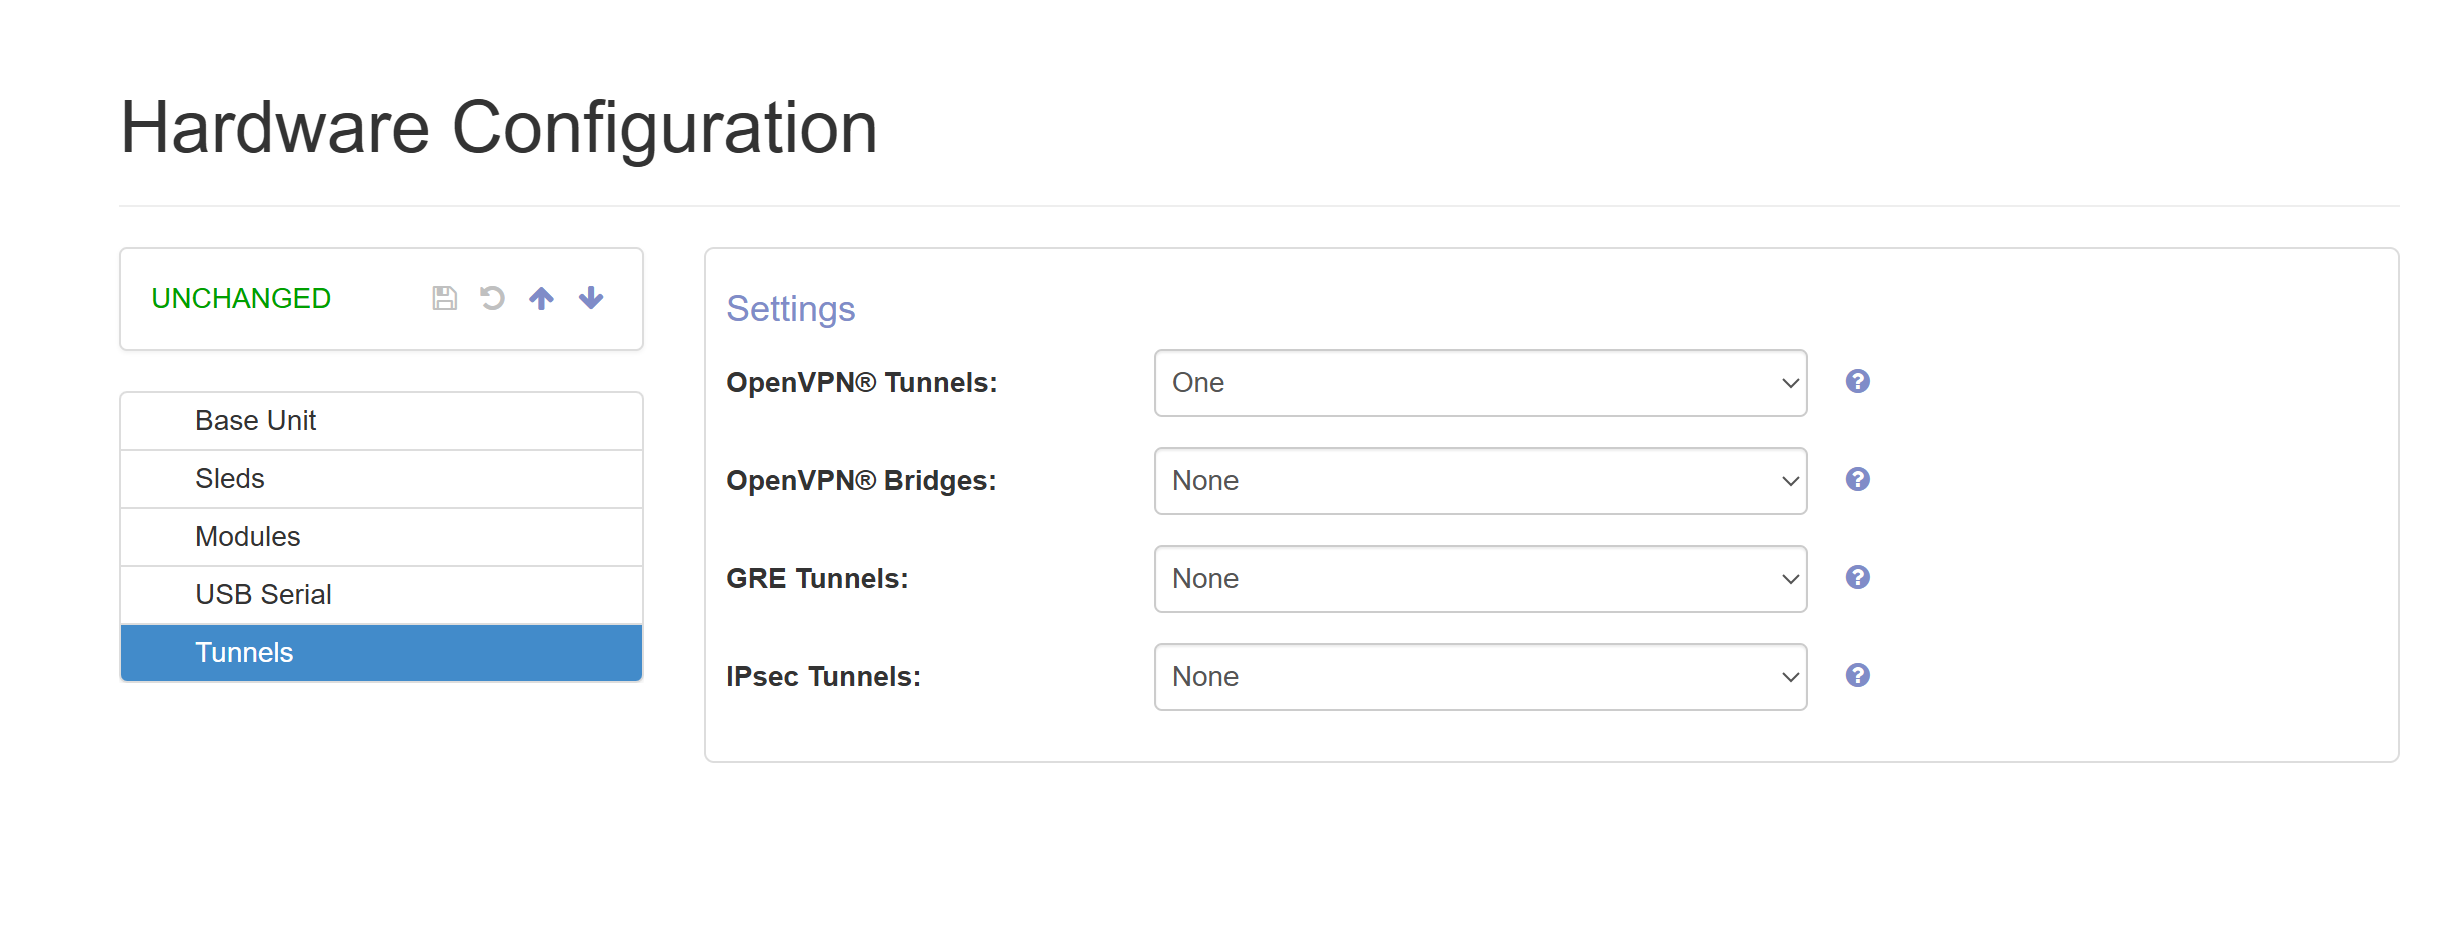 Hardware Configuration
UNCHANGED
Base Unit
Sleds
Modules
USB Serial
Tunnels
Settings
OpenVPN® Tunnels: One
OpenVPN® Bridges: None
GRE Tunnels: None
IPsec Tunnels: None